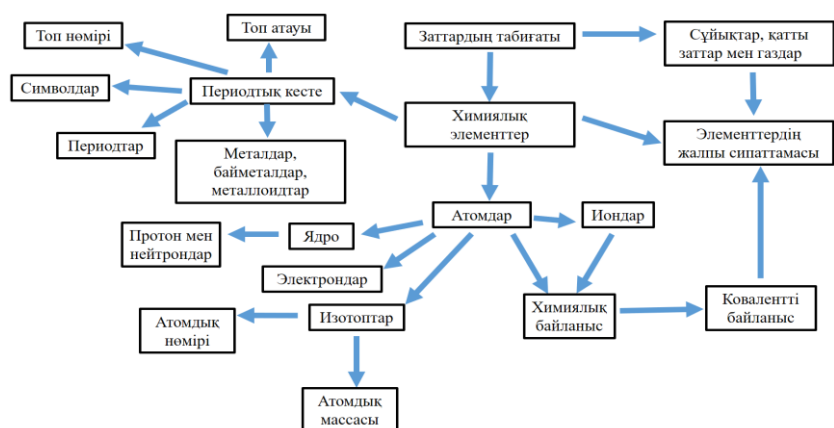 Топ нөмірі
Топ атауы
Заттардың табиғаты
Сұйықтар, қатты
заттар мен газдар
Символдар
Периодтық кесте
Химиялық
элементтер
Элементтердің
жалпы сипаттамасы
Периодтар
Металдар,
байметалдар,
металлоидтар
Атомдар
Иондар
Протон мен
нейтрондар
Ядро
Электрондар
Атомдық
нөмірі
Изотоптар
Химиялық
байланыс
Ковалентті
байланыс
Атомдық
массасы